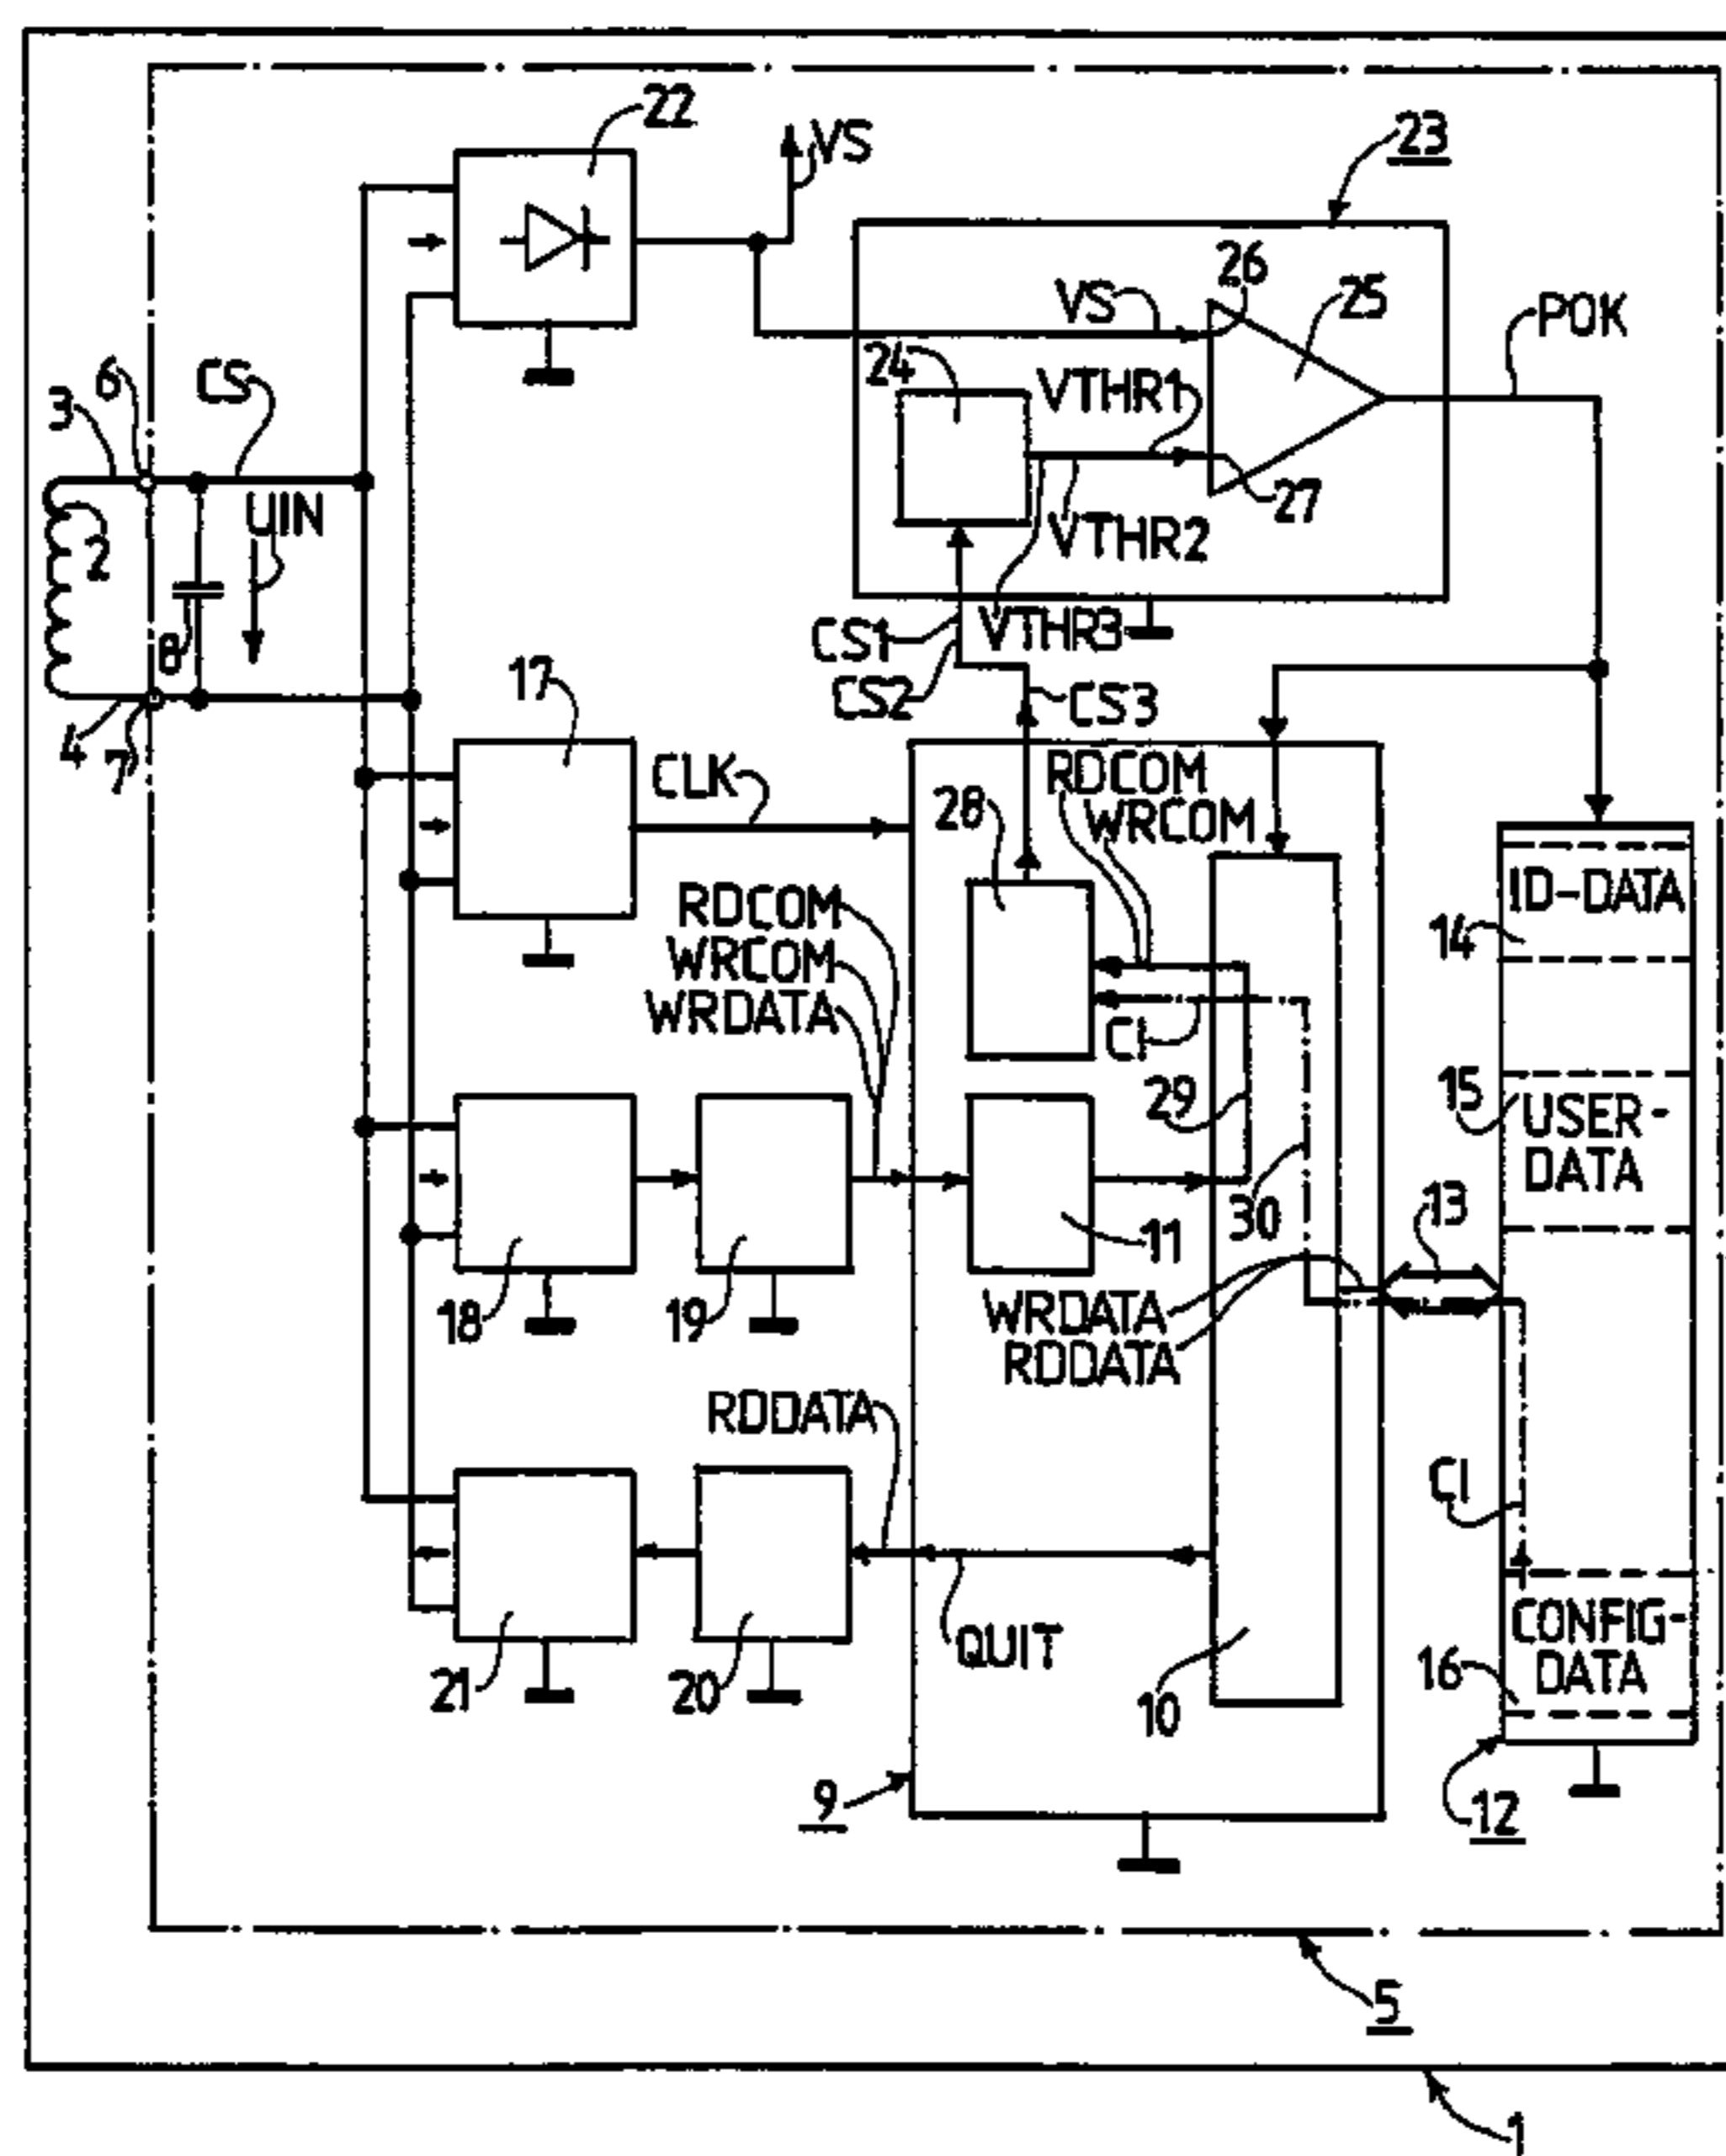 22
VS
23
26
VS
25
POK
6
CS
24
VTHR1
3
UIN
27
2
VTHR2
8
CS1
VTHR3
17
CS2
CS3
4
7
CLK
RDCOM
28
WRCOM
RDCOM
ID-DATA
WRCOM
14
WRDATA
CI
29
15
USER-
DATA
13
30
11
18
19
WRDATA
RDDATA
RDDATA
CI
QUIT
CONFIG-
DATA
21
20
10
16
9
12
5
1